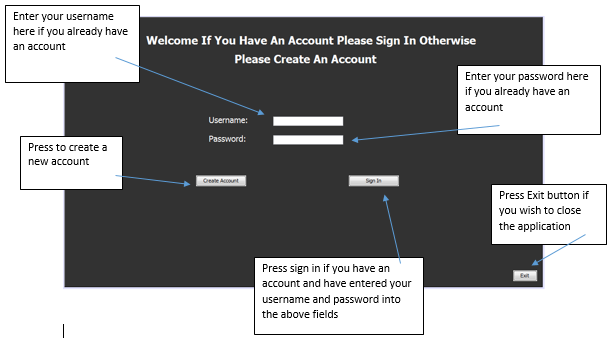 Enter your username
here if you already have
an account
Welcome If You Have An Account Please Sign In Otherwise
Please Create An Account
Enter your password here
if you already have an
account
Username:
Password:
Press to create a
new account
Create Account
Sign In
Press Exit button if
you wish to close
the application
Press sign in if you have an
account and have entered your
username and password into
the above fields
Exit